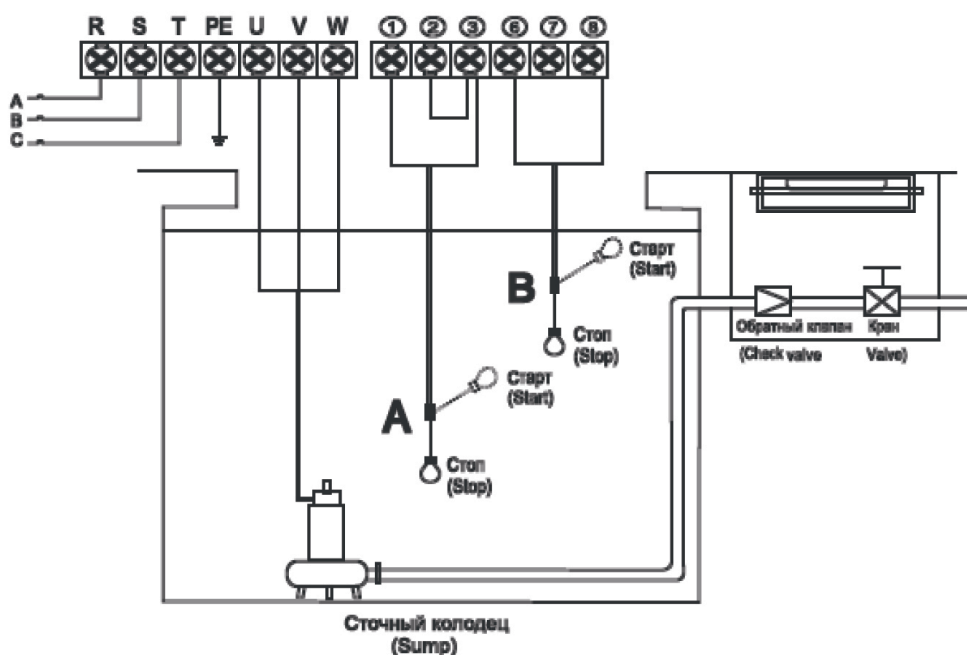 R S T PE U V W ① ② ③ ⑥ ⑦ ⑧
A
B
C
Старт
(Start)
B
Стоп
(Stop)
Обратный клапан
(Check valve
Кран
Valve)
Старт
(Start)
A
Стоп
(Stop)
Сточный колодец
(Sump)